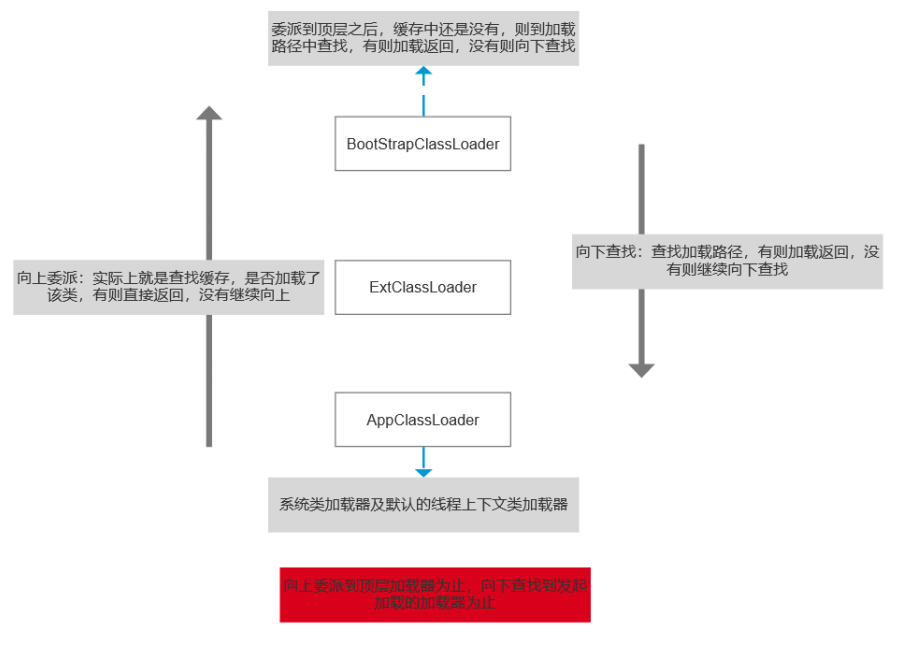 委派到顶层之后，缓存中还是没有，则到加载
路径中查找，有则加载返回，没有则向下查找
BootStrapClassLoader
向下查找：查找加载路径，有则加载返回，没
有则继续向下查找
向上委派：实际上就是查找缓存，是否加载了
该类，有则直接返回，没有继续向上
ExtClassLoader
AppClassLoader
系统类加载器及默认的线程上下文类加载器
向上委派到顶层加载器为止，向下查找到发起
加载的加载器为止